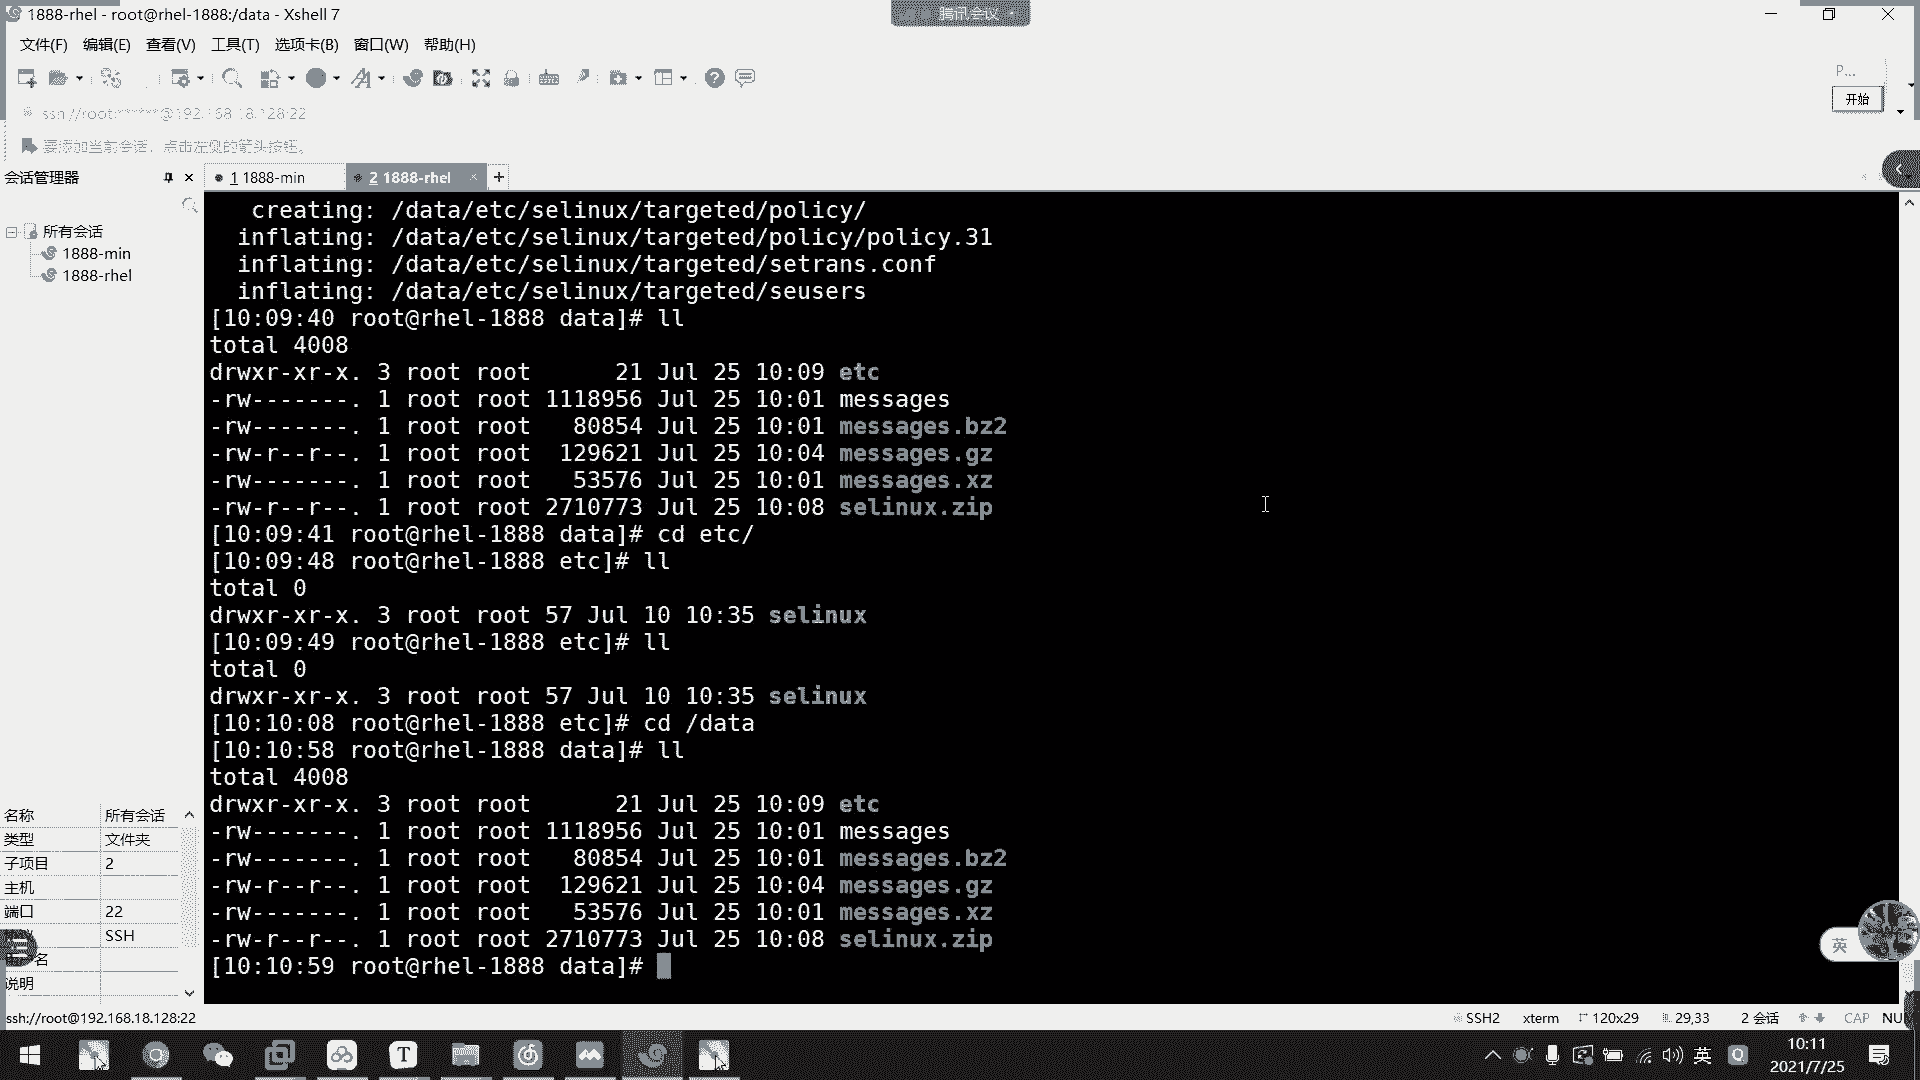 1888-rhel - root@rhel-1888:/data - Xshell 7
腾讯会议
文件(F) 编辑(E) 查看(V) 工具(T) 选项卡(B) 窗口(W) 帮助(H)
P...
开始
ssh://root:******@192.168.18.128:22
要添加当前会话，点击左侧的箭头按钮。
会话管理器
1 1888-min
2 1888-rhel
所有会话
1888-min
1888-rhel
   creating: /data/etc/selinux/targeted/policy/
  inflating: /data/etc/selinux/targeted/policy/policy.31
  inflating: /data/etc/selinux/targeted/setrans.conf
  inflating: /data/etc/selinux/targeted/seusers
[10:09:40 root@rhel-1888 data]# ll
total 4008
drwxr-xr-x. 3 root root      21 Jul 25 10:09 etc
-rw-------. 1 root root 1118956 Jul 25 10:01 messages
-rw-------. 1 root root   80854 Jul 25 10:01 messages.bz2
-rw-r--r--. 1 root root  129621 Jul 25 10:04 messages.gz
-rw-------. 1 root root   53576 Jul 25 10:01 messages.xz
-rw-r--r--. 1 root root 2710773 Jul 25 10:08 selinux.zip
[10:09:41 root@rhel-1888 data]# cd etc/
[10:09:48 root@rhel-1888 etc]# ll
total 0
drwxr-xr-x. 3 root root 57 Jul 10 10:35 selinux
[10:09:49 root@rhel-1888 etc]# ll
total 0
drwxr-xr-x. 3 root root 57 Jul 10 10:35 selinux
[10:10:08 root@rhel-1888 etc]# cd /data
[10:10:58 root@rhel-1888 data]# ll
total 4008
drwxr-xr-x. 3 root root      21 Jul 25 10:09 etc
-rw-------. 1 root root 1118956 Jul 25 10:01 messages
-rw-------. 1 root root   80854 Jul 25 10:01 messages.bz2
-rw-r--r--. 1 root root  129621 Jul 25 10:04 messages.gz
-rw-------. 1 root root   53576 Jul 25 10:01 messages.xz
-rw-r--r--. 1 root root 2710773 Jul 25 10:08 selinux.zip
[10:10:59 root@rhel-1888 data]#
名称 所有会话
类型 文件夹
子项目 2
主机
端口 22
SSH
名
说明
英
ssh://root@192.168.18.128:22
SSH2 xterm 120x29 29,33 2 会话 CAP NUM
英
10:11
2021/7/25